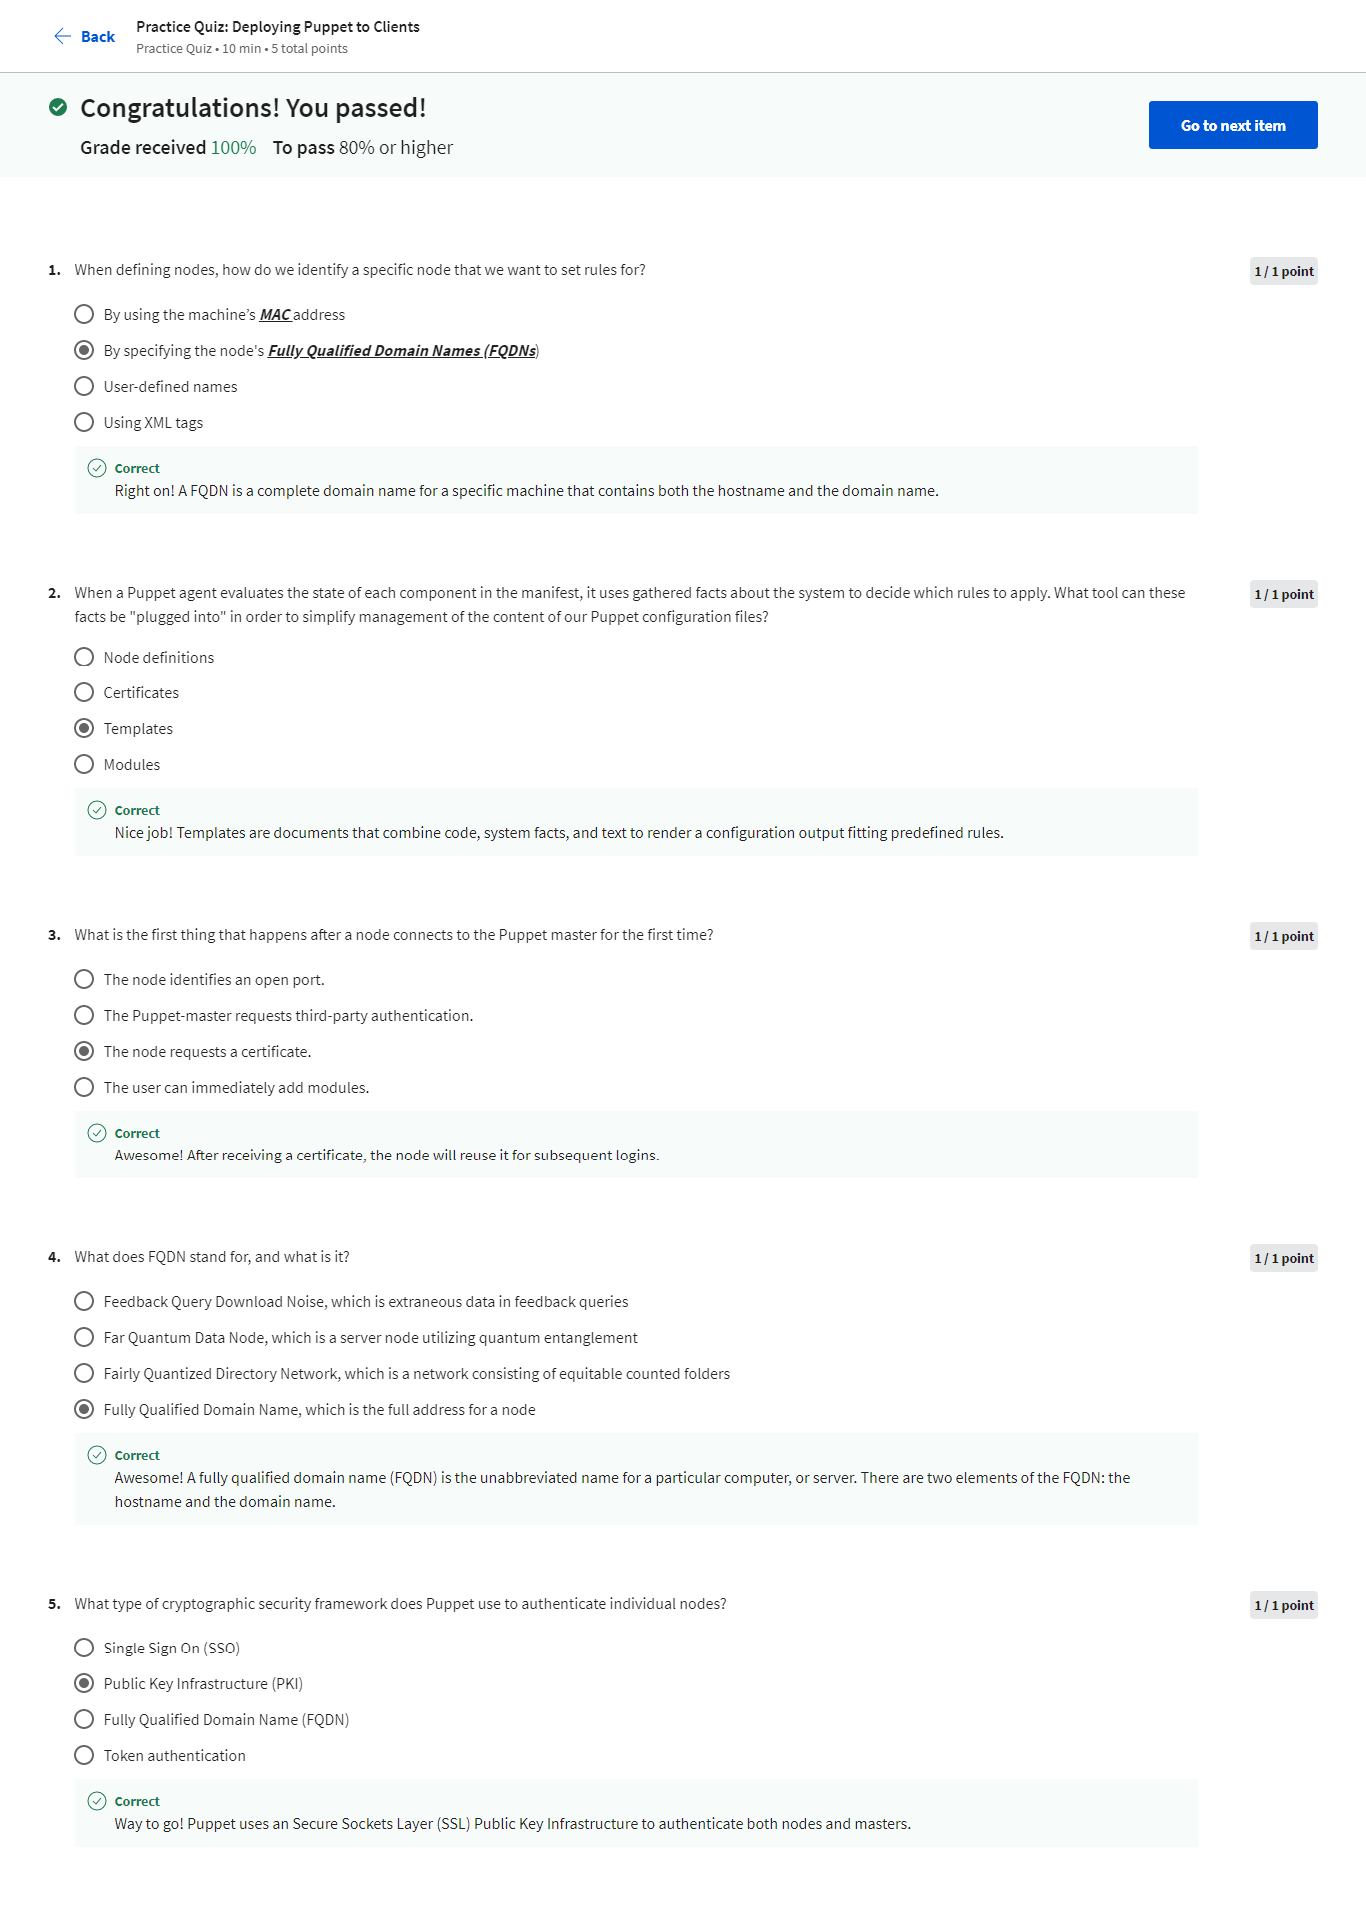 Back
Practice Quiz: Deploying Puppet to Clients
Practice Quiz • 10 min • 5 total points
Congratulations! You passed!
Grade received 100% To pass 80% or higher
Go to next item
1. When defining nodes, how do we identify a specific node that we want to set rules for?
1 / 1 point
By using the machine’s MAC address
By specifying the node's Fully Qualified Domain Names (FQDNs)
User-defined names
Using XML tags
Correct
Right on! A FQDN is a complete domain name for a specific machine that contains both the hostname and the domain name.
2. When a Puppet agent evaluates the state of each component in the manifest, it uses gathered facts about the system to decide which rules to apply. What tool can these
facts be "plugged into" in order to simplify management of the content of our Puppet configuration files?
1 / 1 point
Node definitions
Certificates
Templates
Modules
Correct
Nice job! Templates are documents that combine code, system facts, and text to render a configuration output fitting predefined rules.
3. What is the first thing that happens after a node connects to the Puppet master for the first time?
1 / 1 point
The node identifies an open port.
The Puppet-master requests third-party authentication.
The node requests a certificate.
The user can immediately add modules.
Correct
Awesome! After receiving a certificate, the node will reuse it for subsequent logins.
4. What does FQDN stand for, and what is it?
1 / 1 point
Feedback Query Download Noise, which is extraneous data in feedback queries
Far Quantum Data Node, which is a server node utilizing quantum entanglement
Fairly Quantized Directory Network, which is a network consisting of equitable counted folders
Fully Qualified Domain Name, which is the full address for a node
Correct
Awesome! A fully qualified domain name (FQDN) is the unabbreviated name for a particular computer, or server. There are two elements of the FQDN: the
hostname and the domain name.
5. What type of cryptographic security framework does Puppet use to authenticate individual nodes?
1 / 1 point
Single Sign On (SSO)
Public Key Infrastructure (PKI)
Fully Qualified Domain Name (FQDN)
Token authentication
Correct
Way to go! Puppet uses an Secure Sockets Layer (SSL) Public Key Infrastructure to authenticate both nodes and masters.